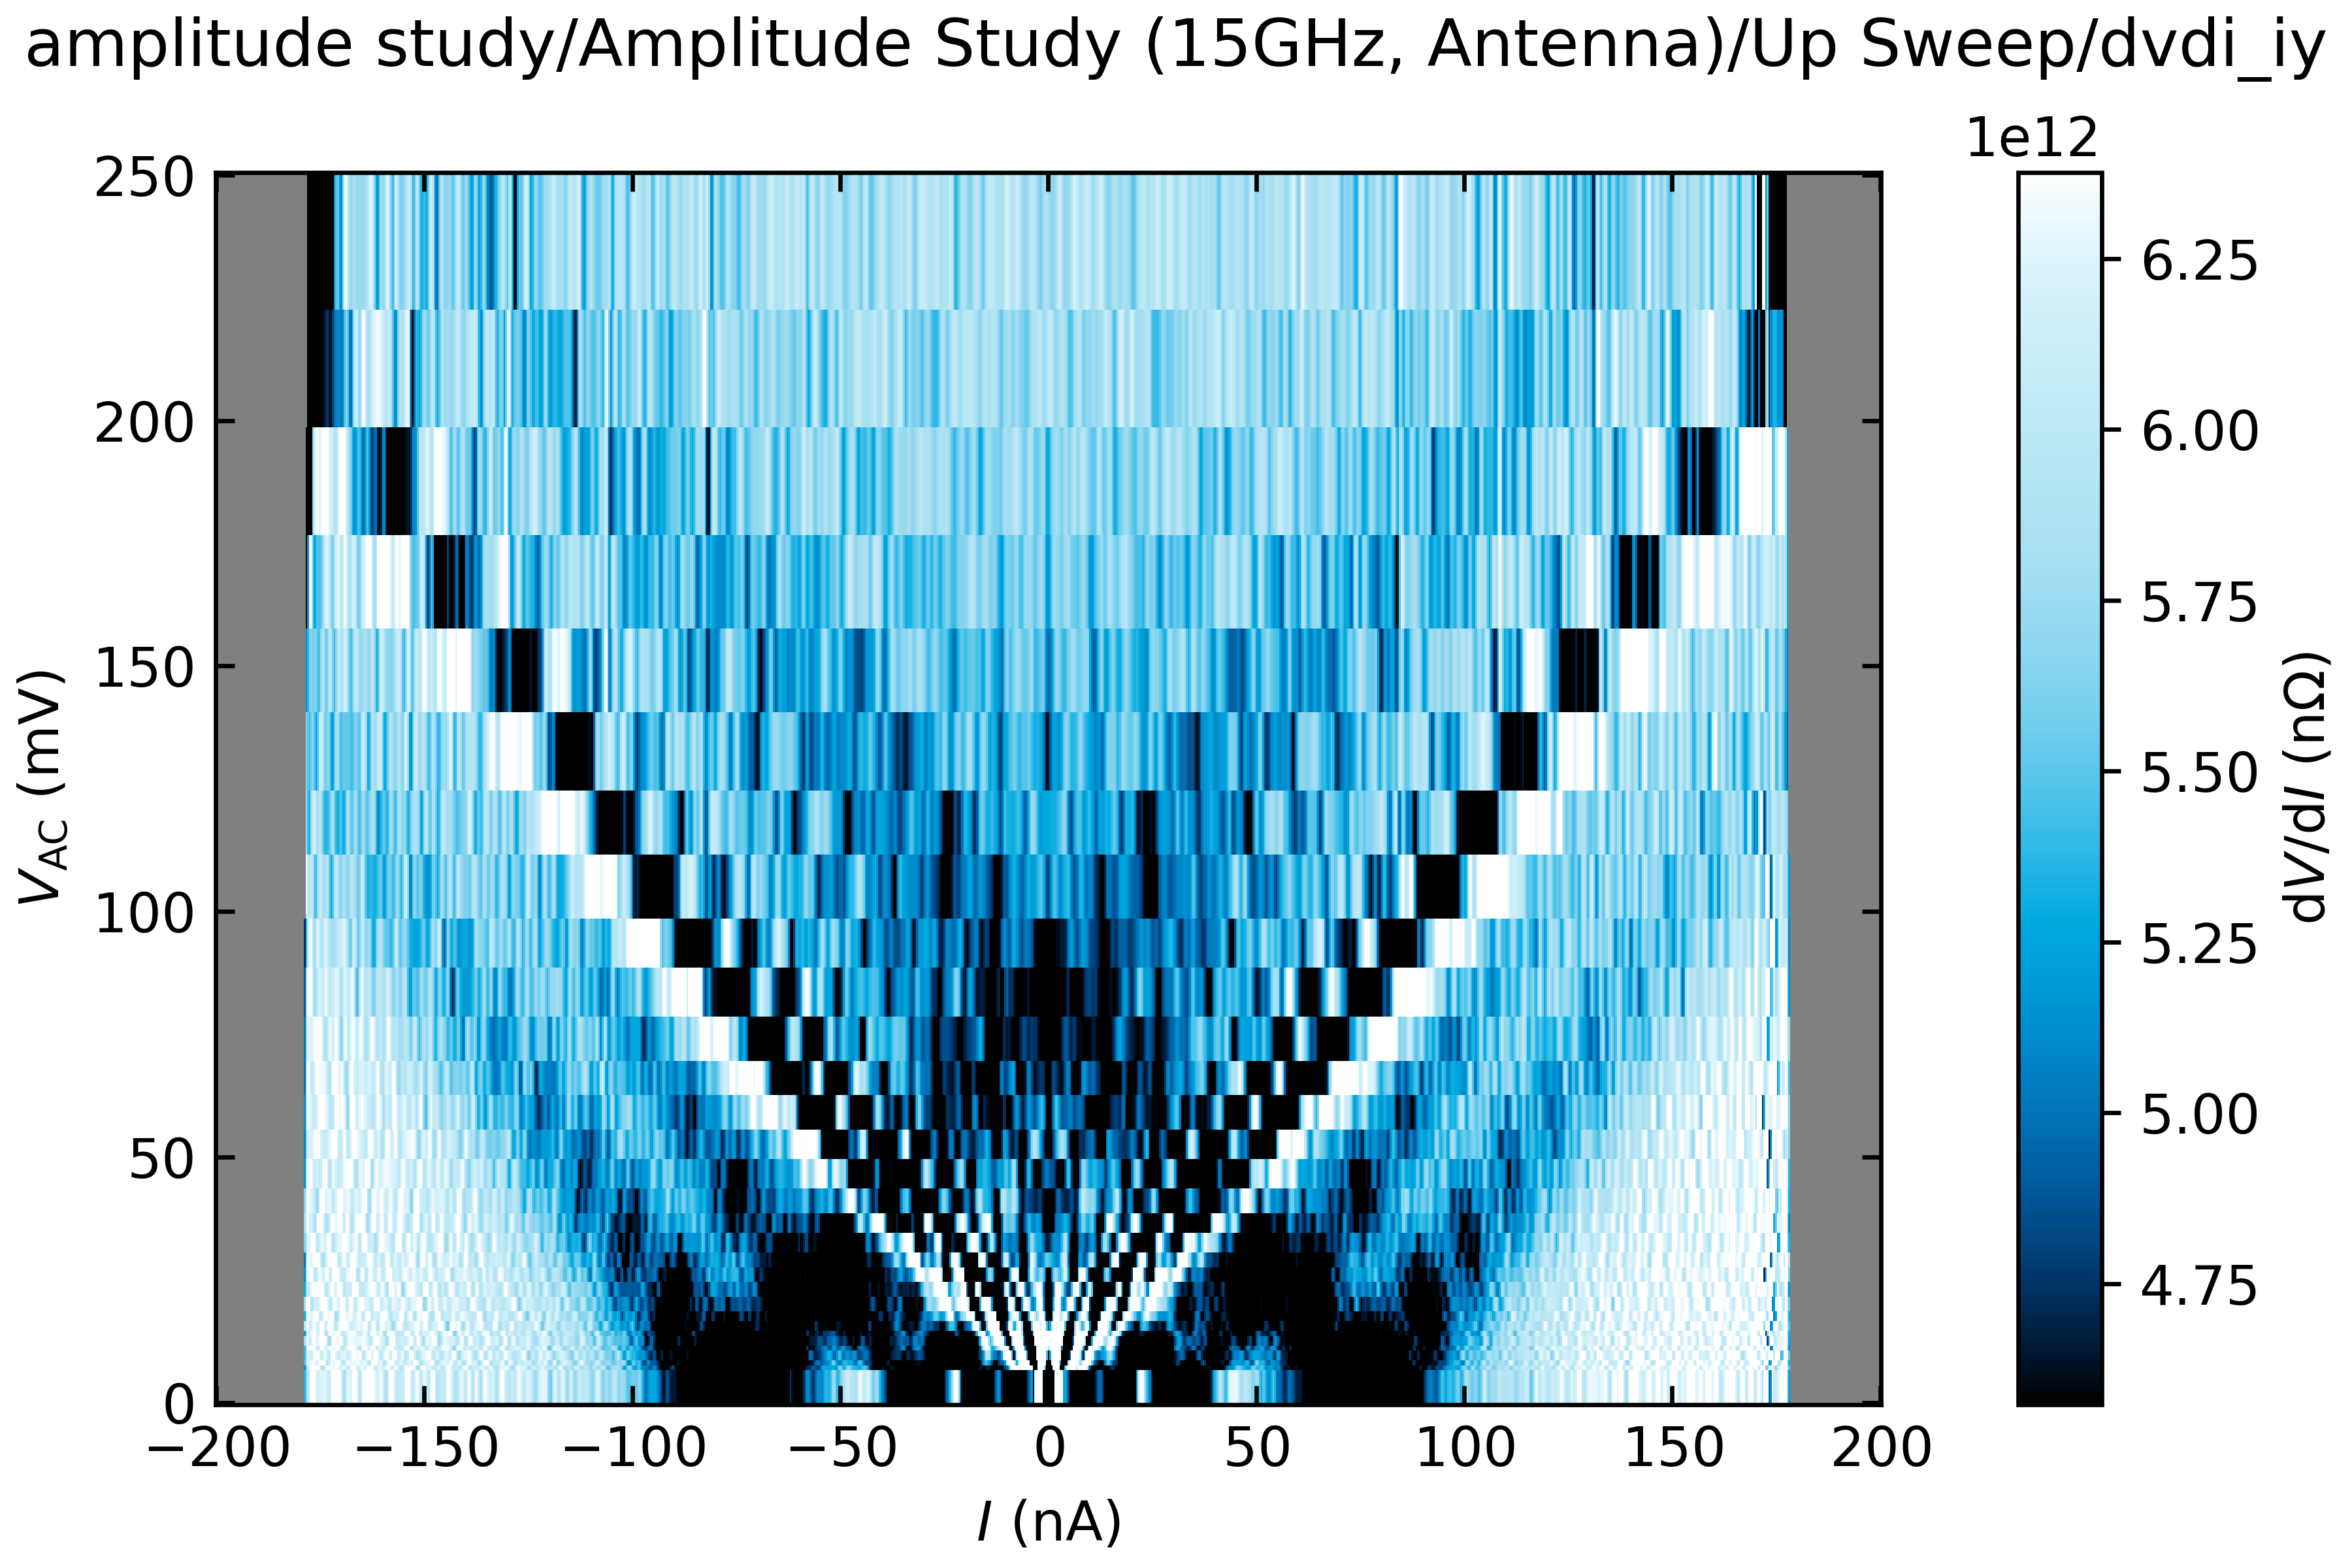 amplitude study/Amplitude Study (15GHz, Antenna)/Up Sweep/dvdi_iy
1e12
250
200
150
100
50
0
V_AC (mV)
−200 −150 −100 −50 0 50 100 150 200
I (nA)
6.25
6.00
5.75
5.50
5.25
5.00
4.75
dV/dI (nΩ)